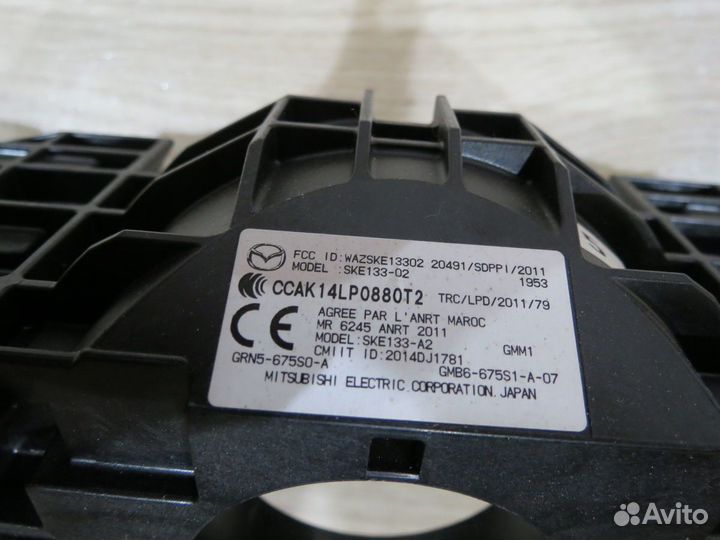 FCC ID:WAZSKE13302 20491/SDPPI/2011
MODEL :SKE133-02 1953
CCAK14LP0880T2 TRC/LPD/2011/79
AGREE PAR L'ANRT MAROC
MR 6245 ANRT 2011
CE MODEL:SKE133-A2 GMM1
CMIIT ID:2014DJ1781
GRN5-675S0-A GMB6-675S1-A-07
MITSUBISHI ELECTRIC CORPORATION.JAPAN
Avito